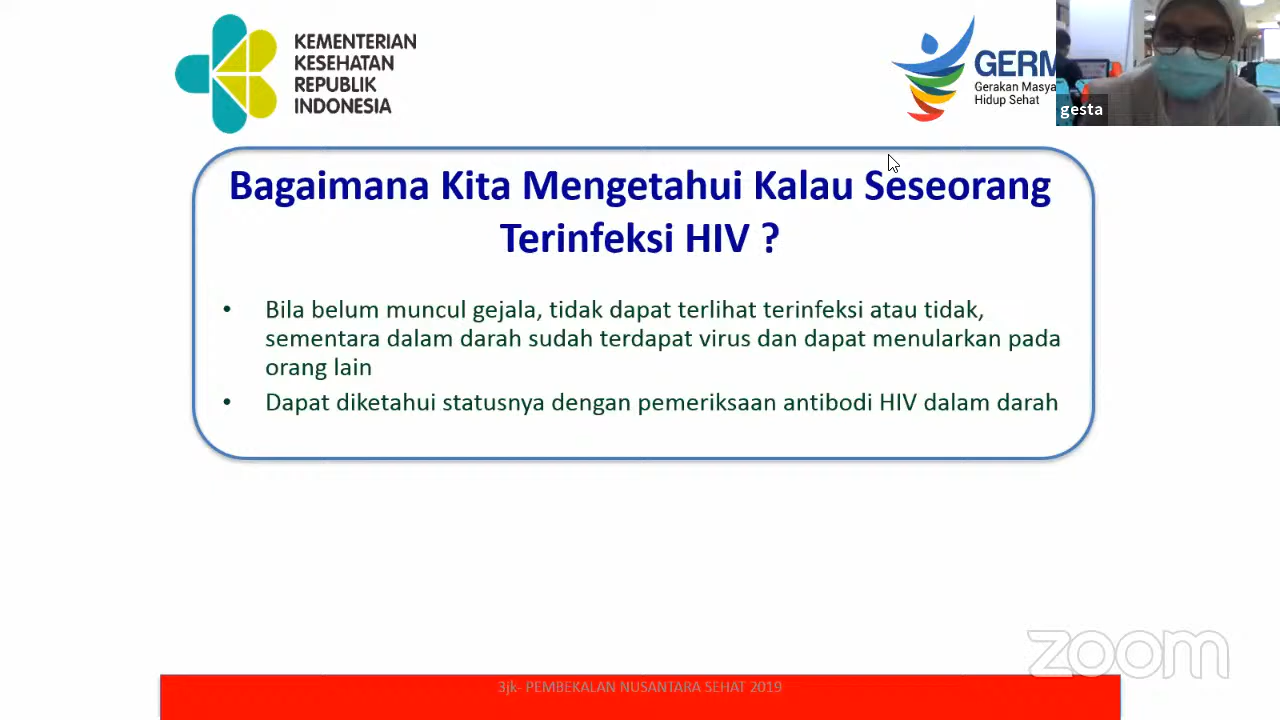 KEMENTERIAN
KESEHATAN
REPUBLIK
INDONESIA
GERM
Gerakan Masya
Hidup Sehat
gesta
Bagaimana Kita Mengetahui Kalau Seseorang
Terinfeksi HIV ?
• Bila belum muncul gejala, tidak dapat terlihat terinfeksi atau tidak,
sementara dalam darah sudah terdapat virus dan dapat menularkan pada
orang lain
• Dapat diketahui statusnya dengan pemeriksaan antibodi HIV dalam darah
zoom
3jk- PEMBEKALAN NUSANTARA SEHAT 2019